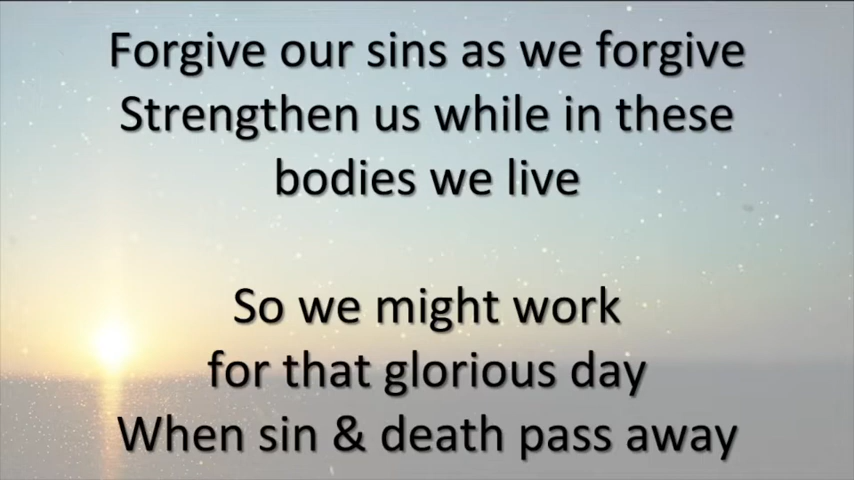 Forgive our sins as we forgive
Strengthen us while in these
bodies we live
So we might work
for that glorious day
When sin & death pass away